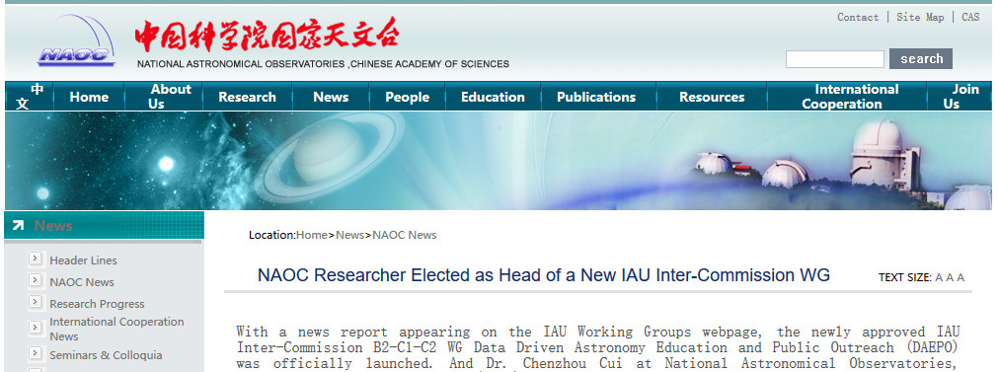 Contact | Site Map | CAS
NAOC
中国科学院国家天文台
NATIONAL ASTRONOMICAL OBSERVATORIES ,CHINESE ACADEMY OF SCIENCES
search
中文
Home
About Us
Research
News
People
Education
Publications
Resources
International Cooperation
Join Us
News
Location:Home>News>NAOC News
Header Lines
NAOC News
Research Progress
International Cooperation
News
Seminars & Colloquia
NAOC Researcher Elected as Head of a New IAU Inter-Commission WG
TEXT SIZE: A A A
With a news report appearing on the IAU Working Groups webpage, the newly approved IAU
Inter-Commission B2-C1-C2 WG Data Driven Astronomy Education and Public Outreach (DAEPO)
was officially launched. And Dr. Chenzhou Cui at National Astronomical Observatories,